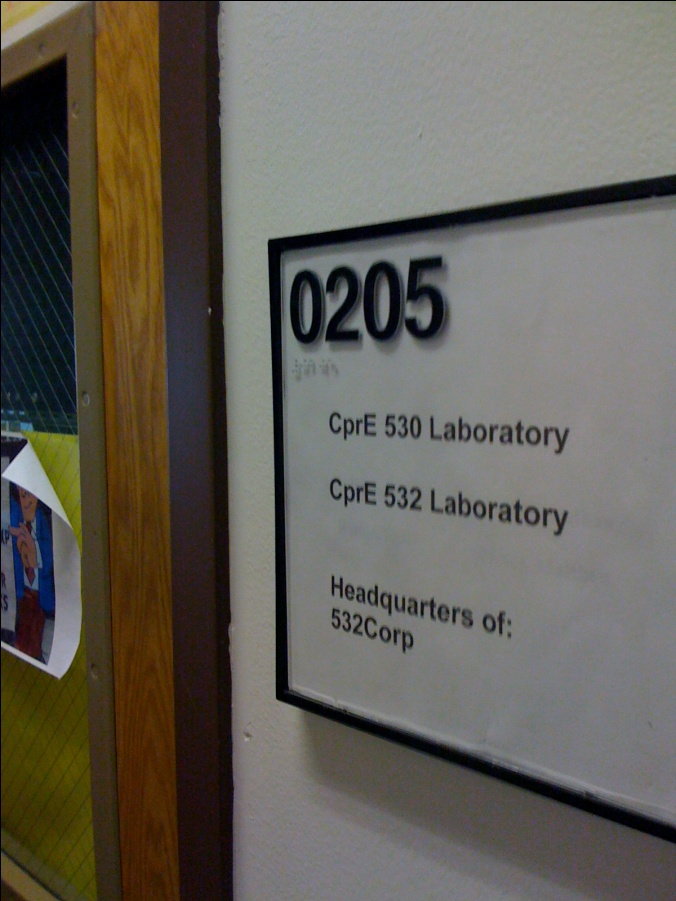 0205
CprE 530 Laboratory
CprE 532 Laboratory
Headquarters of:
532Corp